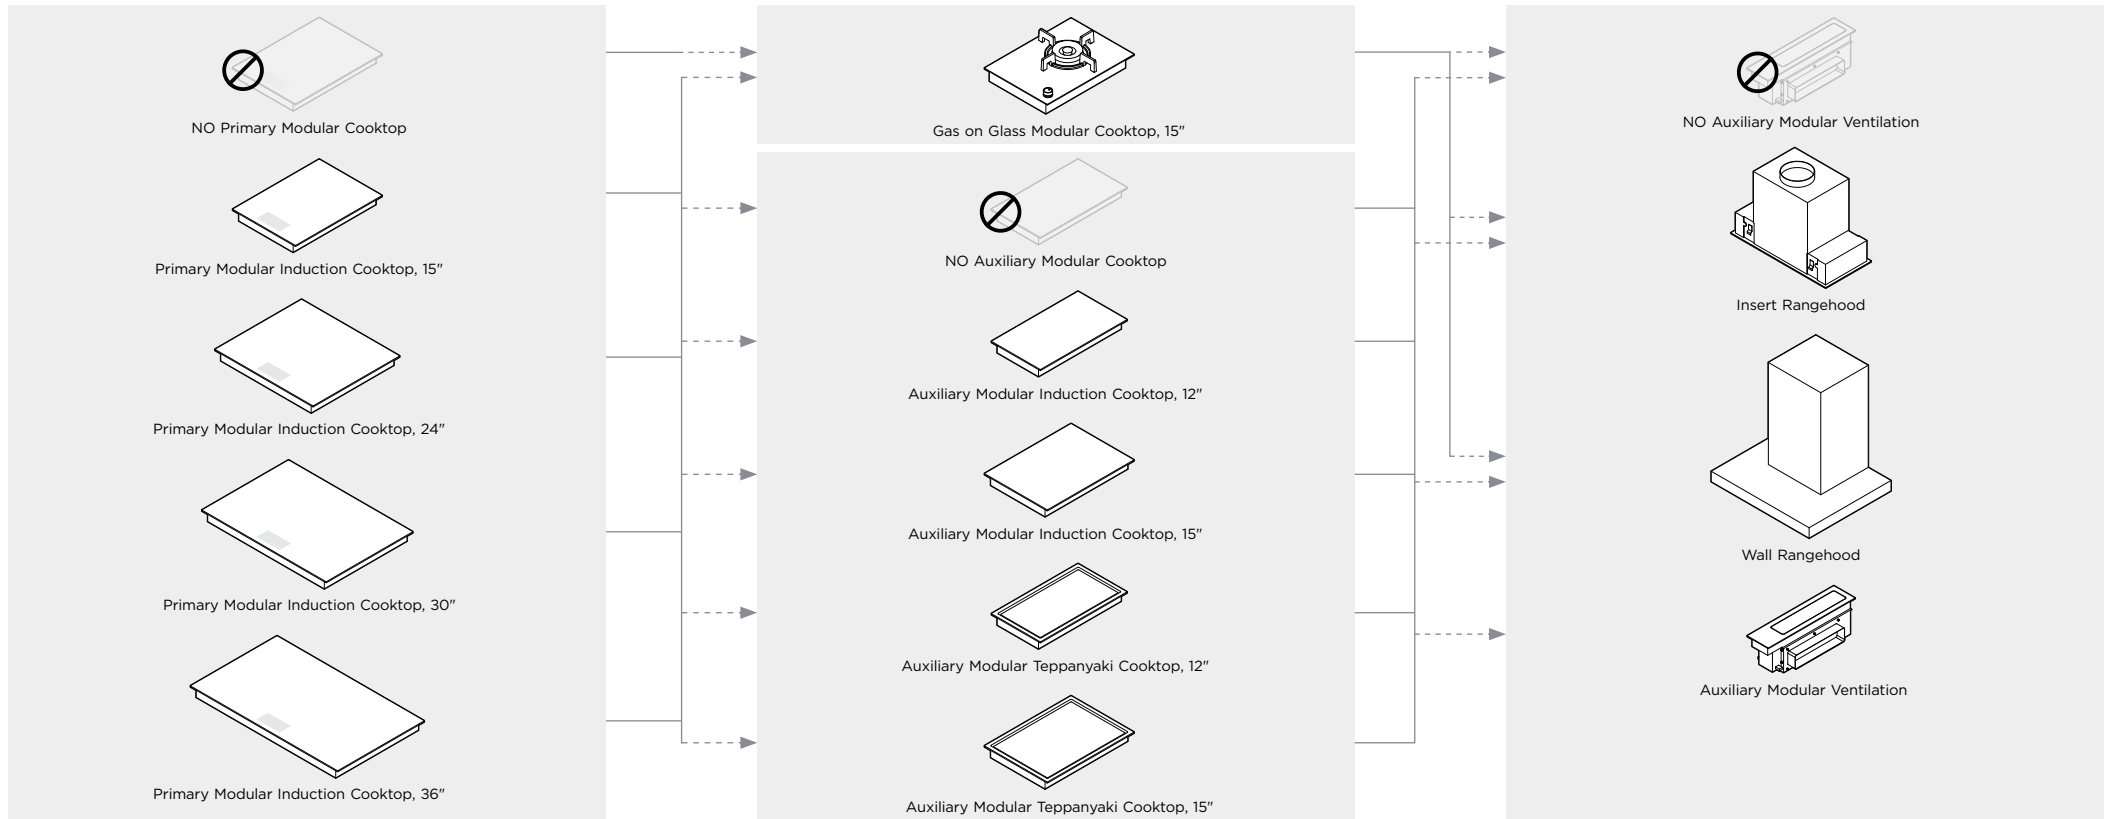 NO Primary Modular Cooktop
Primary Modular Induction Cooktop, 15"
Primary Modular Induction Cooktop, 24"
Primary Modular Induction Cooktop, 30"
Primary Modular Induction Cooktop, 36"
Gas on Glass Modular Cooktop, 15"
NO Auxiliary Modular Cooktop
Auxiliary Modular Induction Cooktop, 12"
Auxiliary Modular Induction Cooktop, 15"
Auxiliary Modular Teppanyaki Cooktop, 12"
Auxiliary Modular Teppanyaki Cooktop, 15"
NO Auxiliary Modular Ventilation
Insert Rangehood
Wall Rangehood
Auxiliary Modular Ventilation